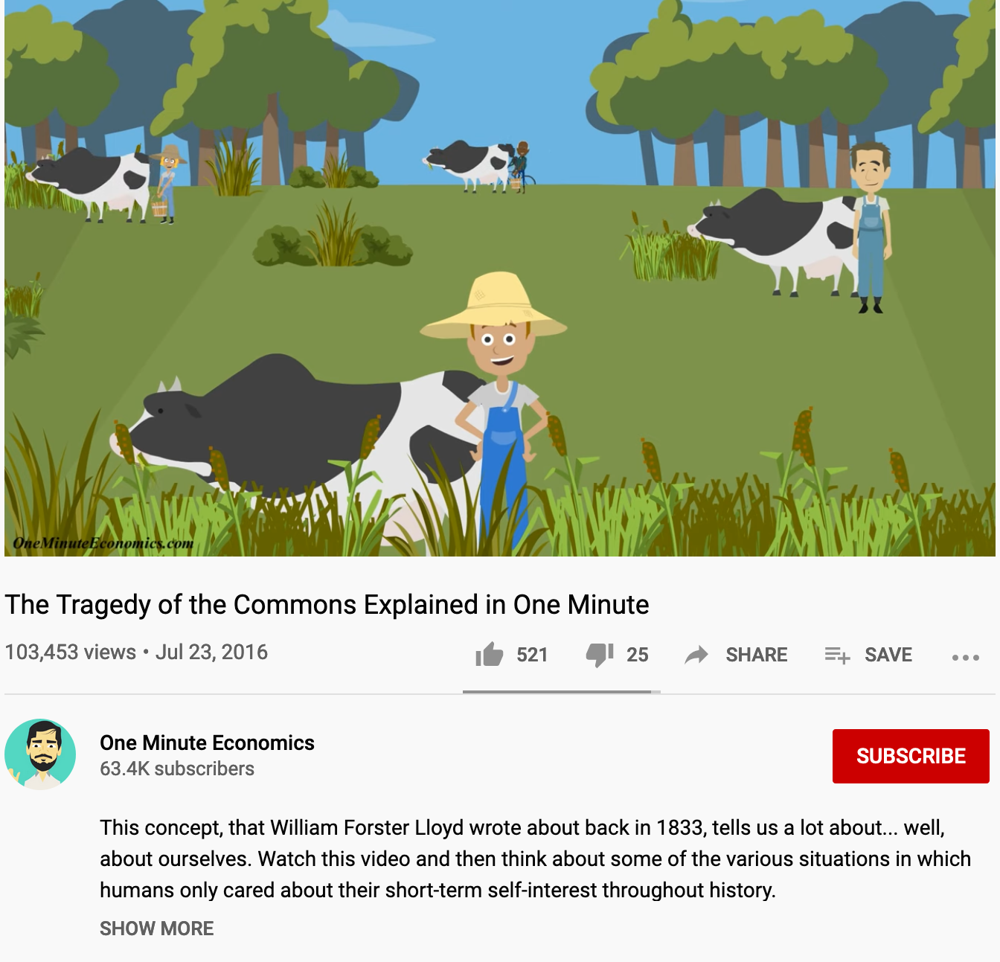 OneMinuteEconomics.com
The Tragedy of the Commons Explained in One Minute
103,453 views • Jul 23, 2016
521
25
SHARE
SAVE
One Minute Economics
63.4K subscribers
SUBSCRIBE
This concept, that William Forster Lloyd wrote about back in 1833, tells us a lot about... well,
about ourselves. Watch this video and then think about some of the various situations in which
humans only cared about their short-term self-interest throughout history.
SHOW MORE